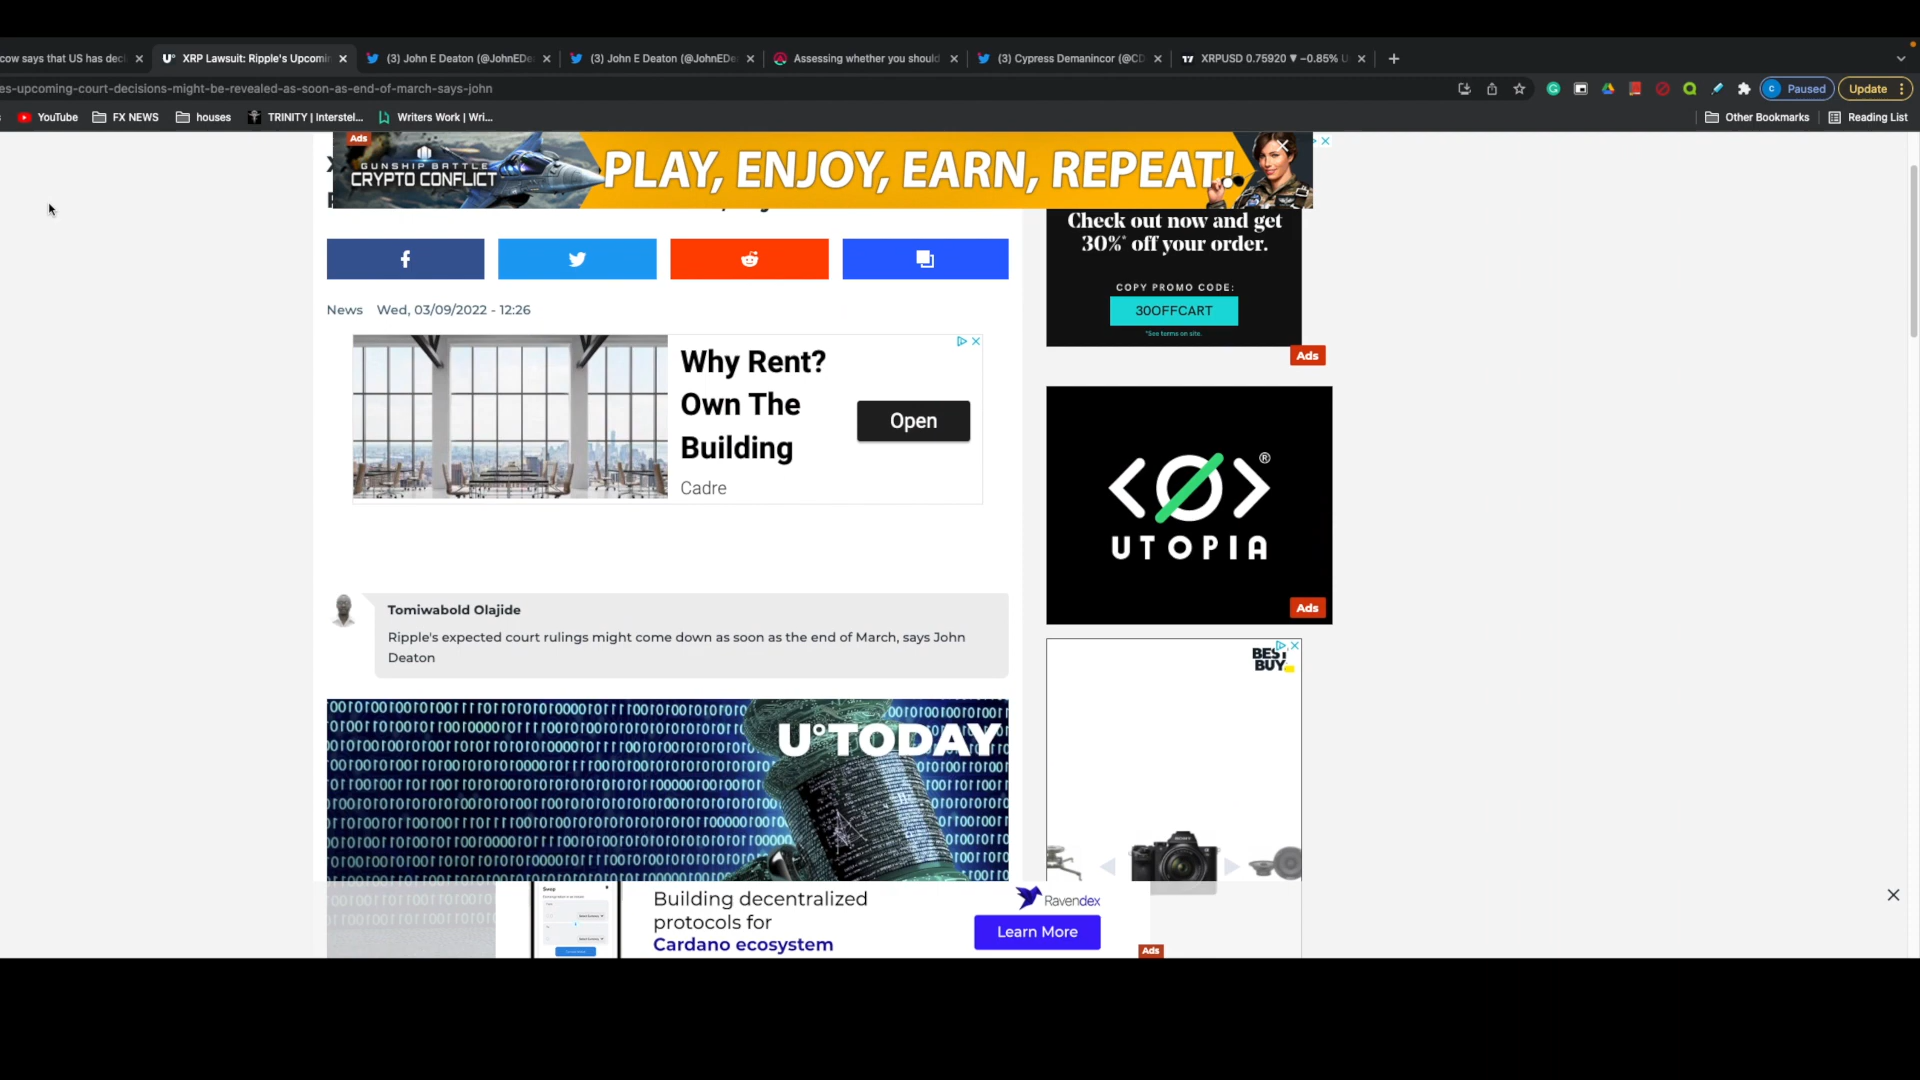 cow says that US has decl
XRP Lawsuit: Ripple's Upcomin
(3) John E Deaton (@JohnEDe
(3) John E Deaton (@JohnEDe
Assessing whether you should
(3) Cypress Demanincor (@CD
XRPUSD 0.75920 ▼ −0.85% U
es-upcoming-court-decisions-might-be-revealed-as-soon-as-end-of-march-says-john
C Paused
Update
YouTube
FX NEWS
houses
TRINITY | Interstel...
Writers Work | Wri...
Other Bookmarks
Reading List
Ads
GUNSHIP BATTLE
CRYPTO CONFLICT
PLAY, ENJOY, EARN, REPEAT!
Check out now and get
30%* off your order.
COPY PROMO CODE:
30OFFCART
*See terms on site.
Ads
News Wed, 03/09/2022 - 12:26
Why Rent?
Own The
Building
Cadre
Open
UTOPIA
Ads
Tomiwabold Olajide
Ripple's expected court rulings might come down as soon as the end of March, says John
Deaton
BEST
BUY
U°TODAY
Swap
Building decentralized
protocols for
Cardano ecosystem
Ravendex
Learn More
Ads